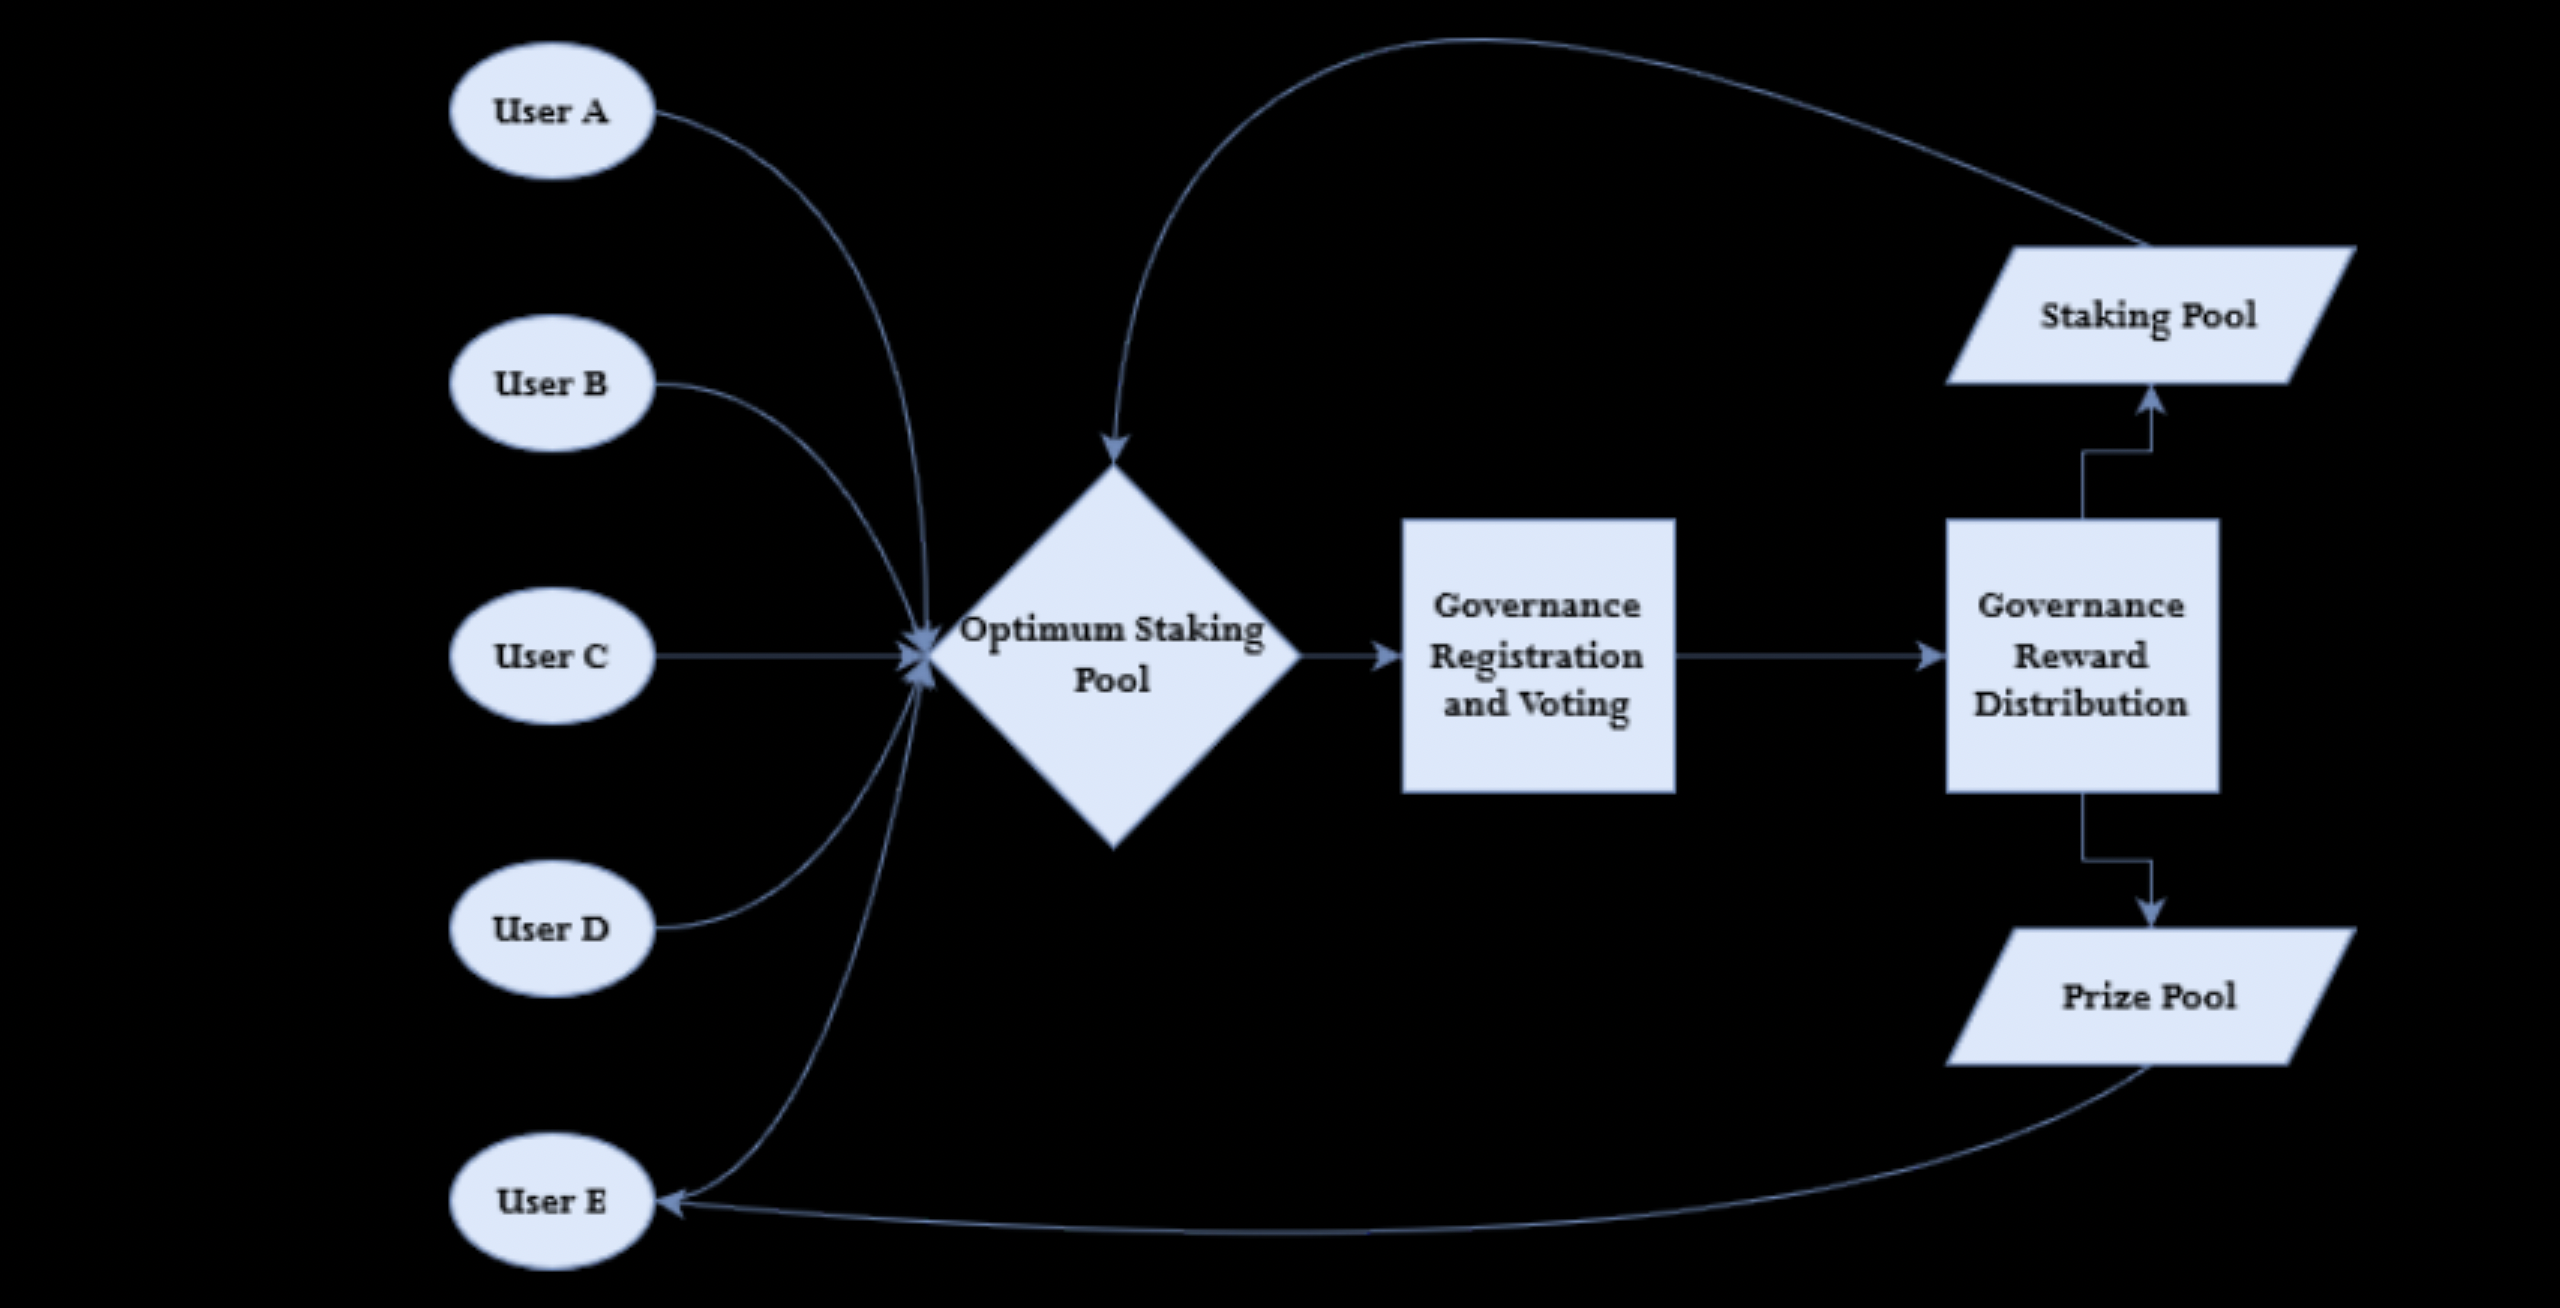 User A
User B
User C
User D
User E
Optimum Staking
Pool
Governance
Registration
and Voting
Governance
Reward
Distribution
Staking Pool
Prize Pool